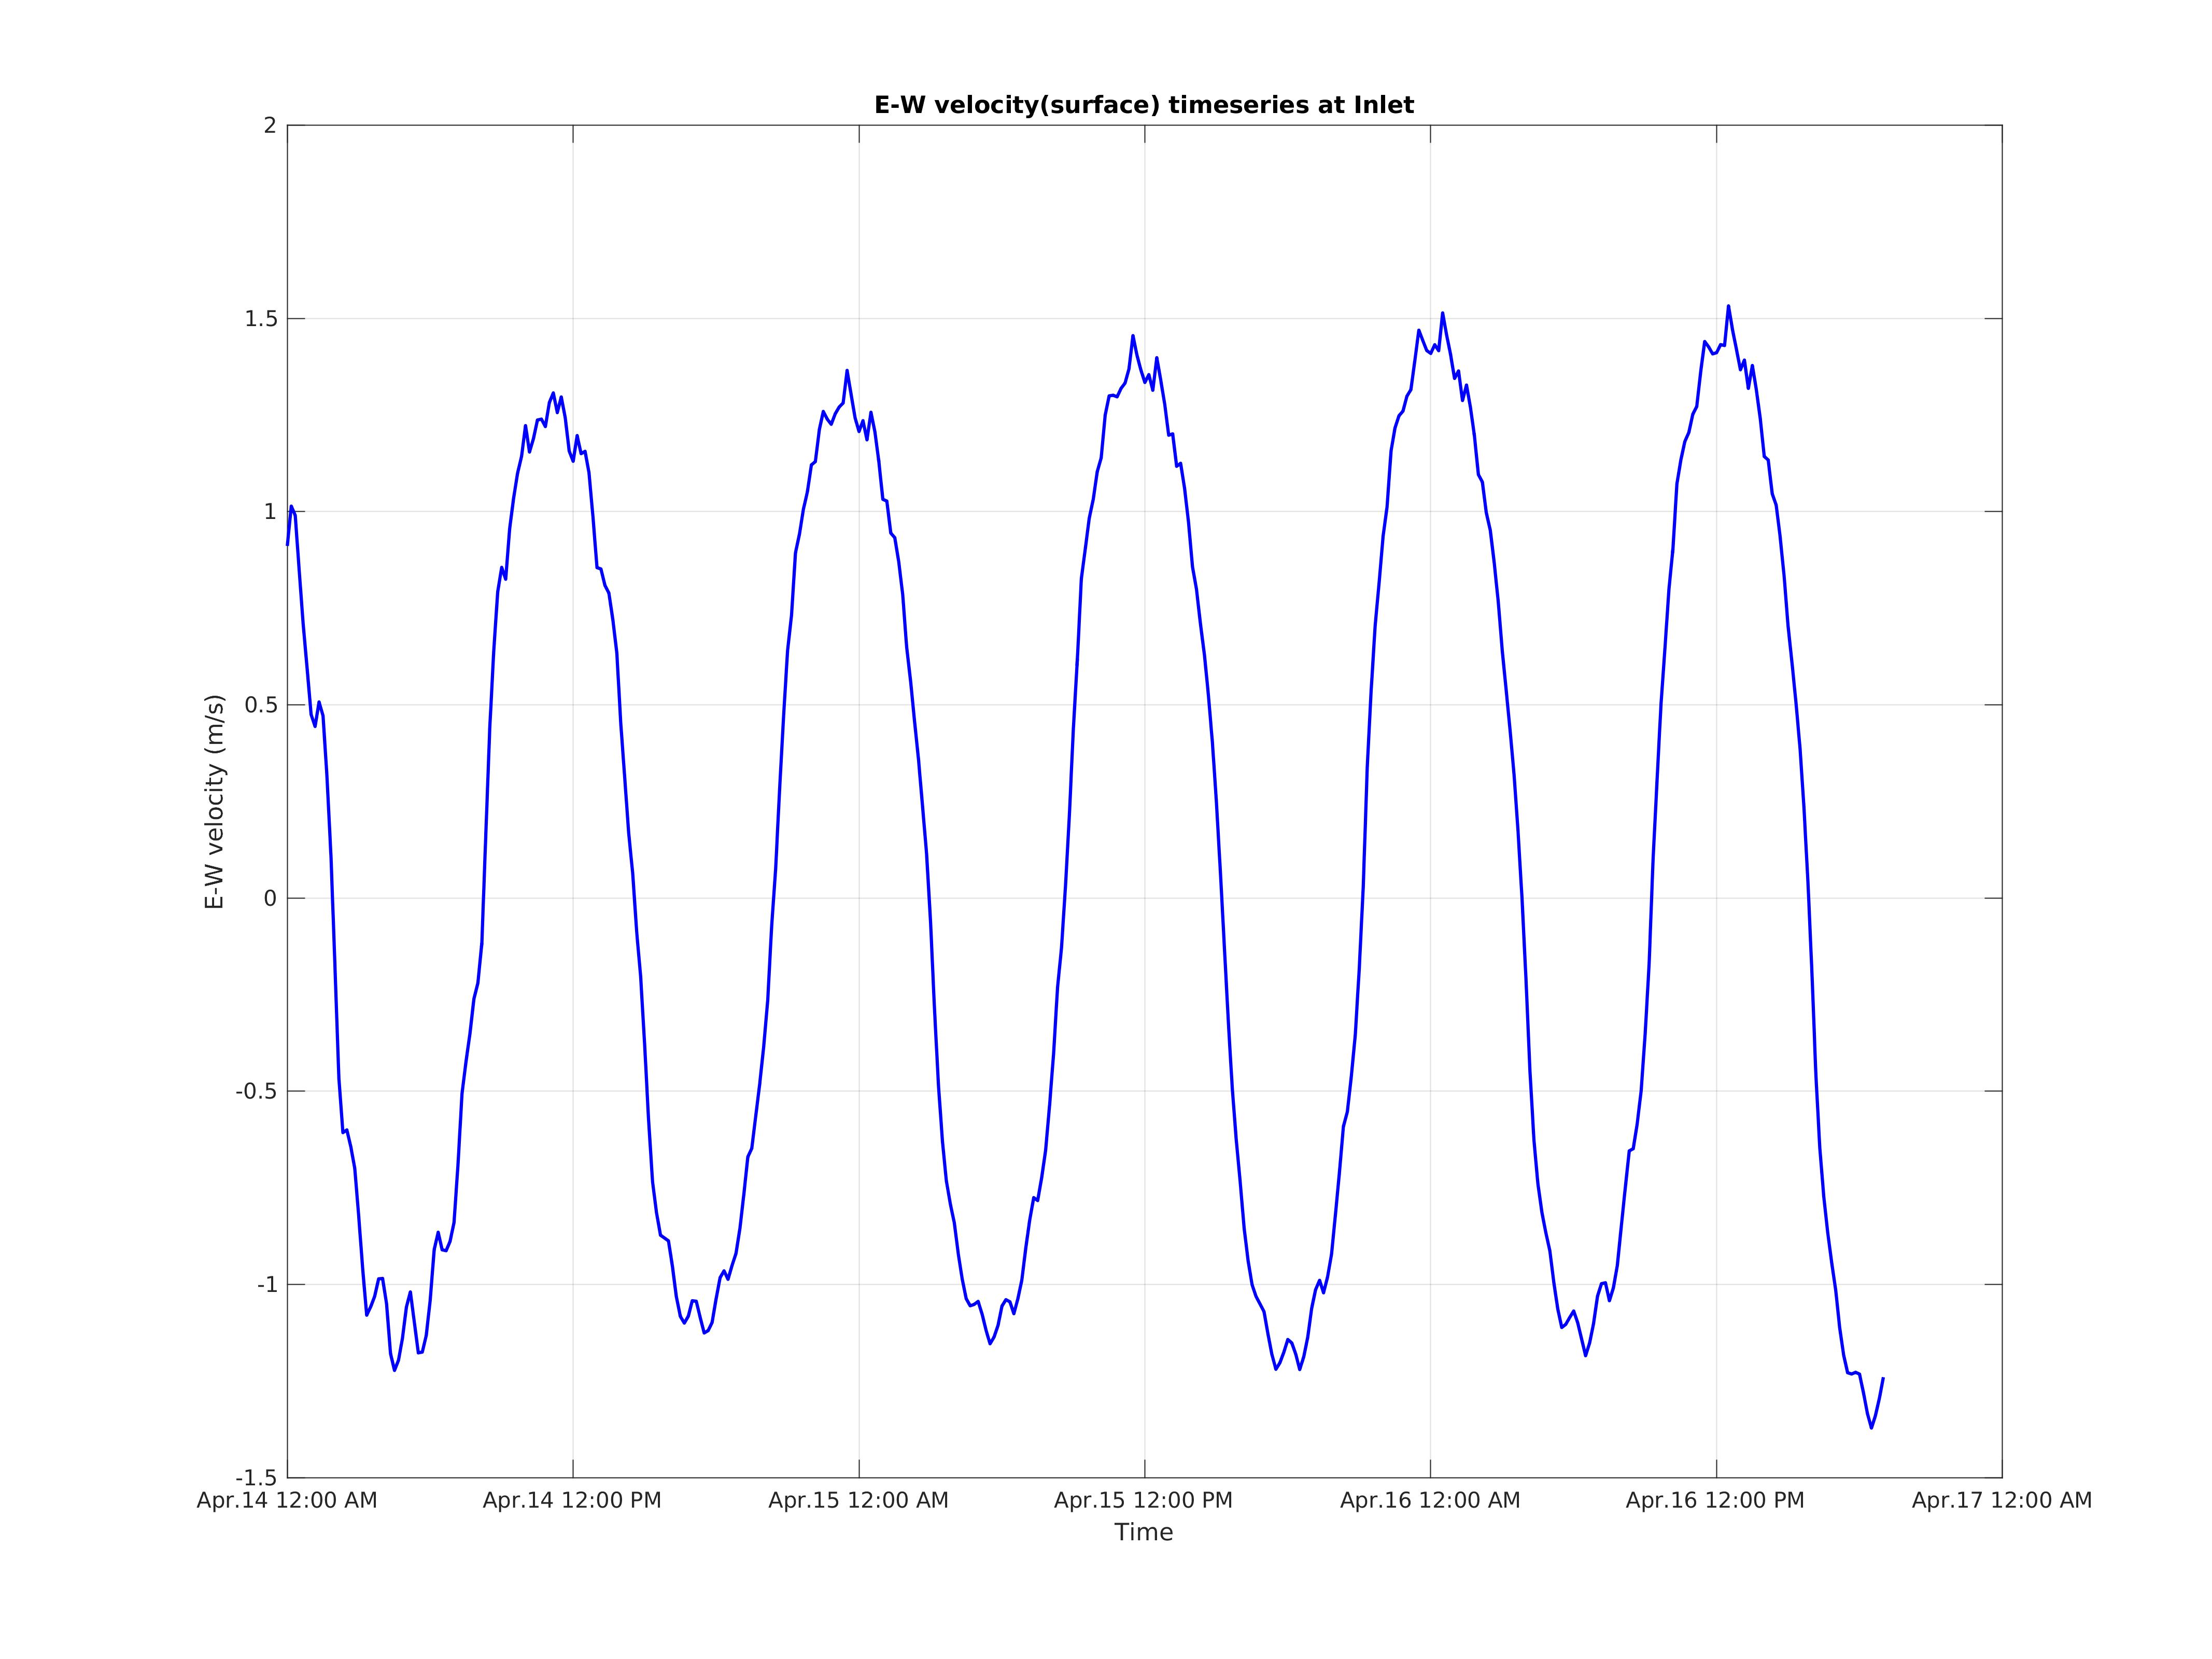 E-W velocity(surface) timeseries at Inlet
2
1.5
1
0.5
0
-0.5
-1
-1.5
E-W velocity (m/s)
Apr.14 12:00 AM Apr.14 12:00 PM Apr.15 12:00 AM Apr.15 12:00 PM Apr.16 12:00 AM Apr.16 12:00 PM Apr.17 12:00 AM
Time